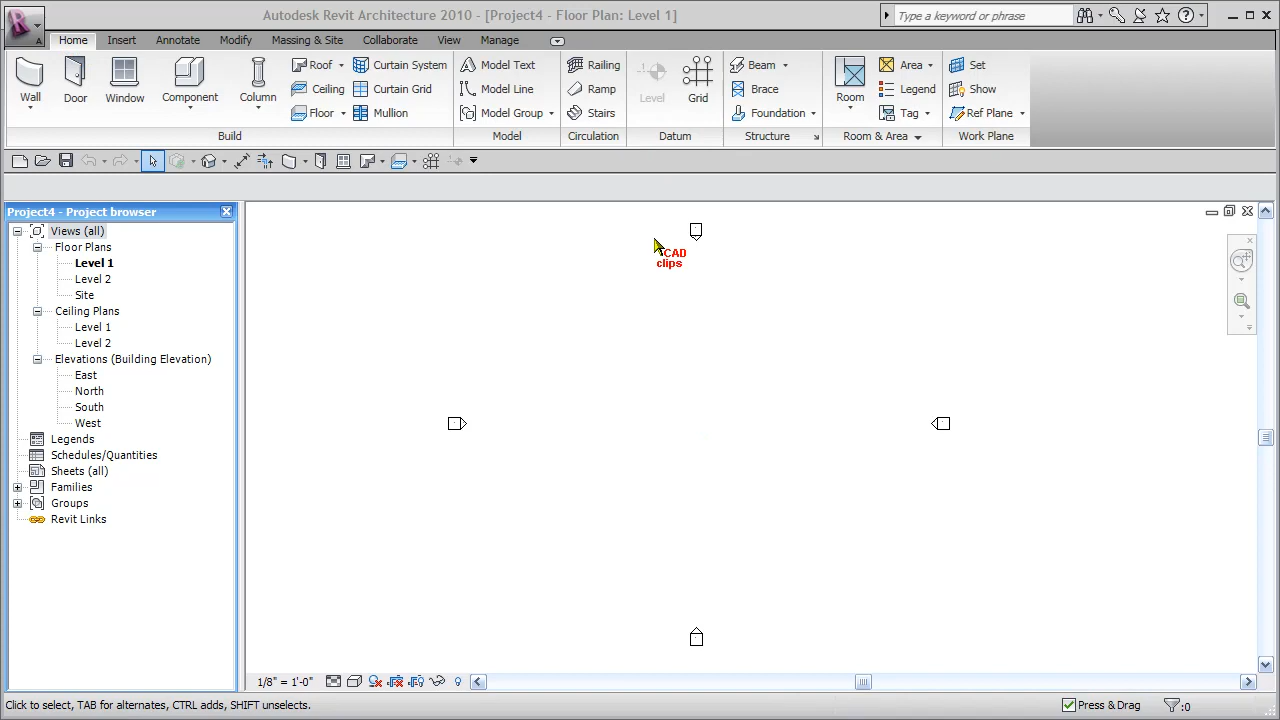 Autodesk Revit Architecture 2010 - [Project4 - Floor Plan: Level 1]
Type a keyword or phrase
Home Insert Annotate Modify Massing & Site Collaborate View Manage
Wall Door Window Component Column
Roof Curtain System
Ceiling Curtain Grid
Floor Mullion
Build
Model Text
Model Line
Model Group
Model
Railing
Ramp
Stairs
Circulation
Level Grid
Datum
Beam
Brace
Foundation
Structure
Room
Area
Legend
Tag
Room & Area
Set
Show
Ref Plane
Work Plane
Project4 - Project browser
Views (all)
Floor Plans
Level 1
Level 2
Site
Ceiling Plans
Level 1
Level 2
Elevations (Building Elevation)
East
North
South
West
Legends
Schedules/Quantities
Sheets (all)
Families
Groups
Revit Links
CAD
clips
1/8" = 1'-0"
Click to select, TAB for alternates, CTRL adds, SHIFT unselects.
Press & Drag
:0